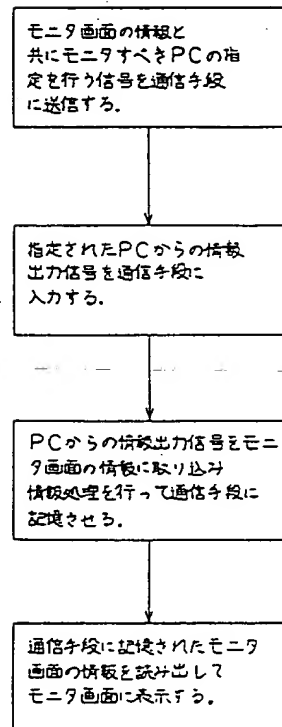 モニタ画面の情報と
共にモニタすべきPCの指
定を行う信号を通信手段
に送信する。
指定されたPCからの情報
出力信号を通信手段に
入力する。
PCからの情報出力信号をモニ
タ画面の情報に取り込み
情報処理を行って通信手段に
記憶させる。
通信手段に記憶されたモニタ
画面の情報を読み出して
モニタ画面に表示する。